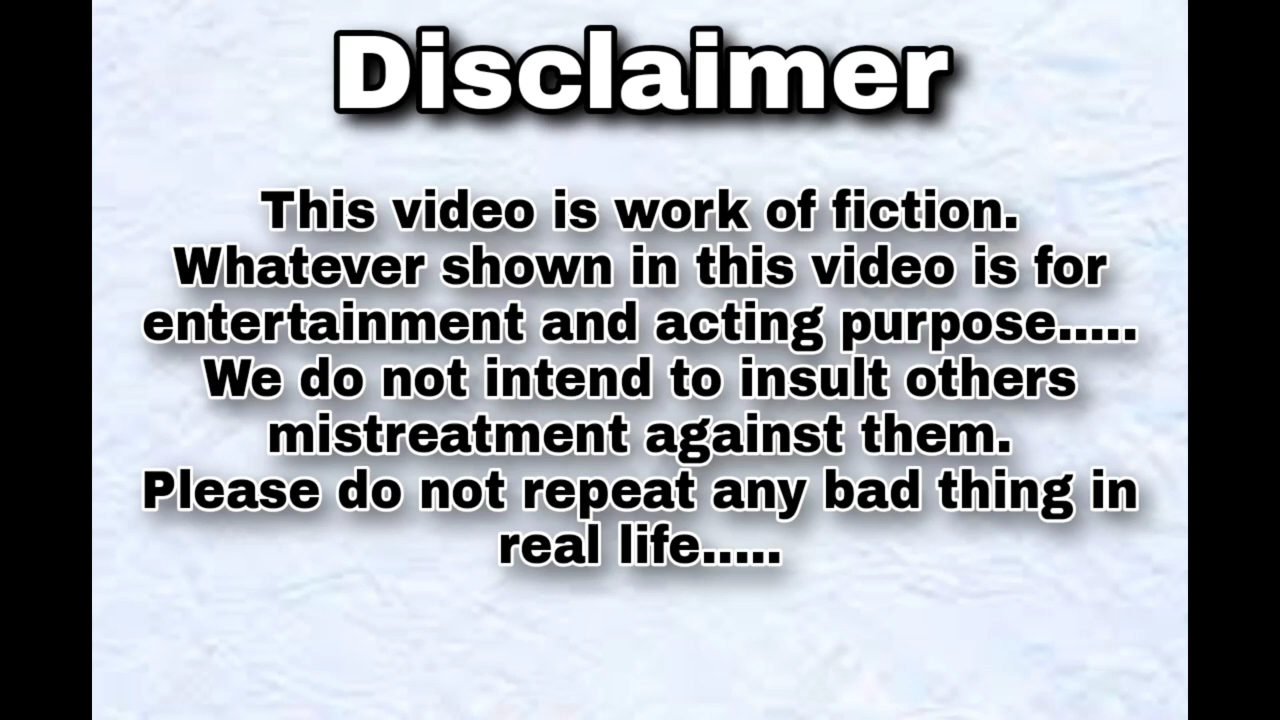 Disclaimer
This video is work of fiction.
Whatever shown in this video is for
entertainment and acting purpose.....
We do not intend to insult others
mistreatment against them.
Please do not repeat any bad thing in
real life.....